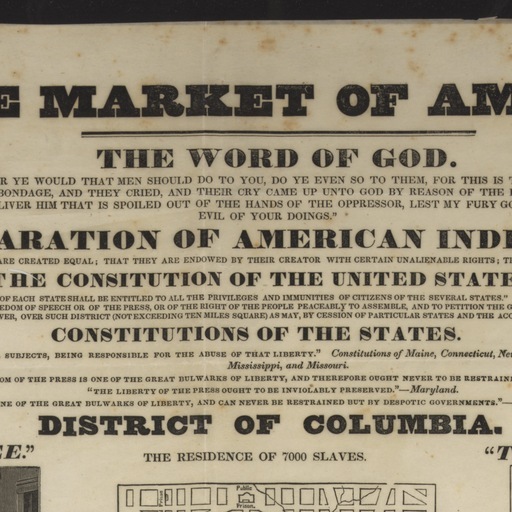 E MARKET OF AM
THE WORD OF GOD.
R YE WOULD THAT MEN SHOULD DO TO YOU, DO YE EVEN SO TO THEM, FOR THIS IS T
BONDAGE, AND THEY CRIED, AND THEIR CRY CAME UP UNTO GOD BY REASON OF THE
LIVER HIM THAT IS SPOILED OUT OF THE HANDS OF THE OPPRESSOR, LEST MY FURY GO
EVIL OF YOUR DOINGS."
ARATION OF AMERICAN INDE
ARE CREATED EQUAL; THAT THEY ARE ENDOWED BY THEIR CREATOR WITH CERTAIN UNALIENABLE RIGHTS; TH
THE CONSITUTION OF THE UNITED STATE
OF EACH STATE SHALL BE ENTITLED TO ALL THE PRIVILEGES AND IMMUNITIES OF CITIZENS OF THE SEVERAL STATES."
EDOM OF SPEECH OR OF THE PRESS, OR OF THE RIGHT OF THE PEOPLE PEACEABLY TO ASSEMBLE, AND TO PETITION THE G
VER, OVER SUCH DISTRICT (NOT EXCEEDING TEN MILES SQUARE) AS MAY, BY CESSION OF PARTICULAR STATES AND THE ACC
CONSTITUTIONS OF THE STATES.
SUBJECTS, BEING RESPONSIBLE FOR THE ABUSE OF THAT LIBERTY." Constitutions of Maine, Connecticut, New
Mississippi, and Missouri.
OM OF THE PRESS IS ONE OF THE GREAT BULWARKS OF LIBERTY, AND THEREFORE OUGHT NEVER TO BE RESTRAIN
"THE LIBERTY OF THE PRESS OUGHT TO BE INVIOLABLY PRESERVED."—Maryland.
NE OF THE GREAT BULWARKS OF LIBERTY, AND CAN NEVER BE RESTRAINED BUT BY DESPOTIC GOVERNMENTS."—
DISTRICT OF COLUMBIA.
EE."
THE RESIDENCE OF 7000 SLAVES.
"T
Public
Prison.